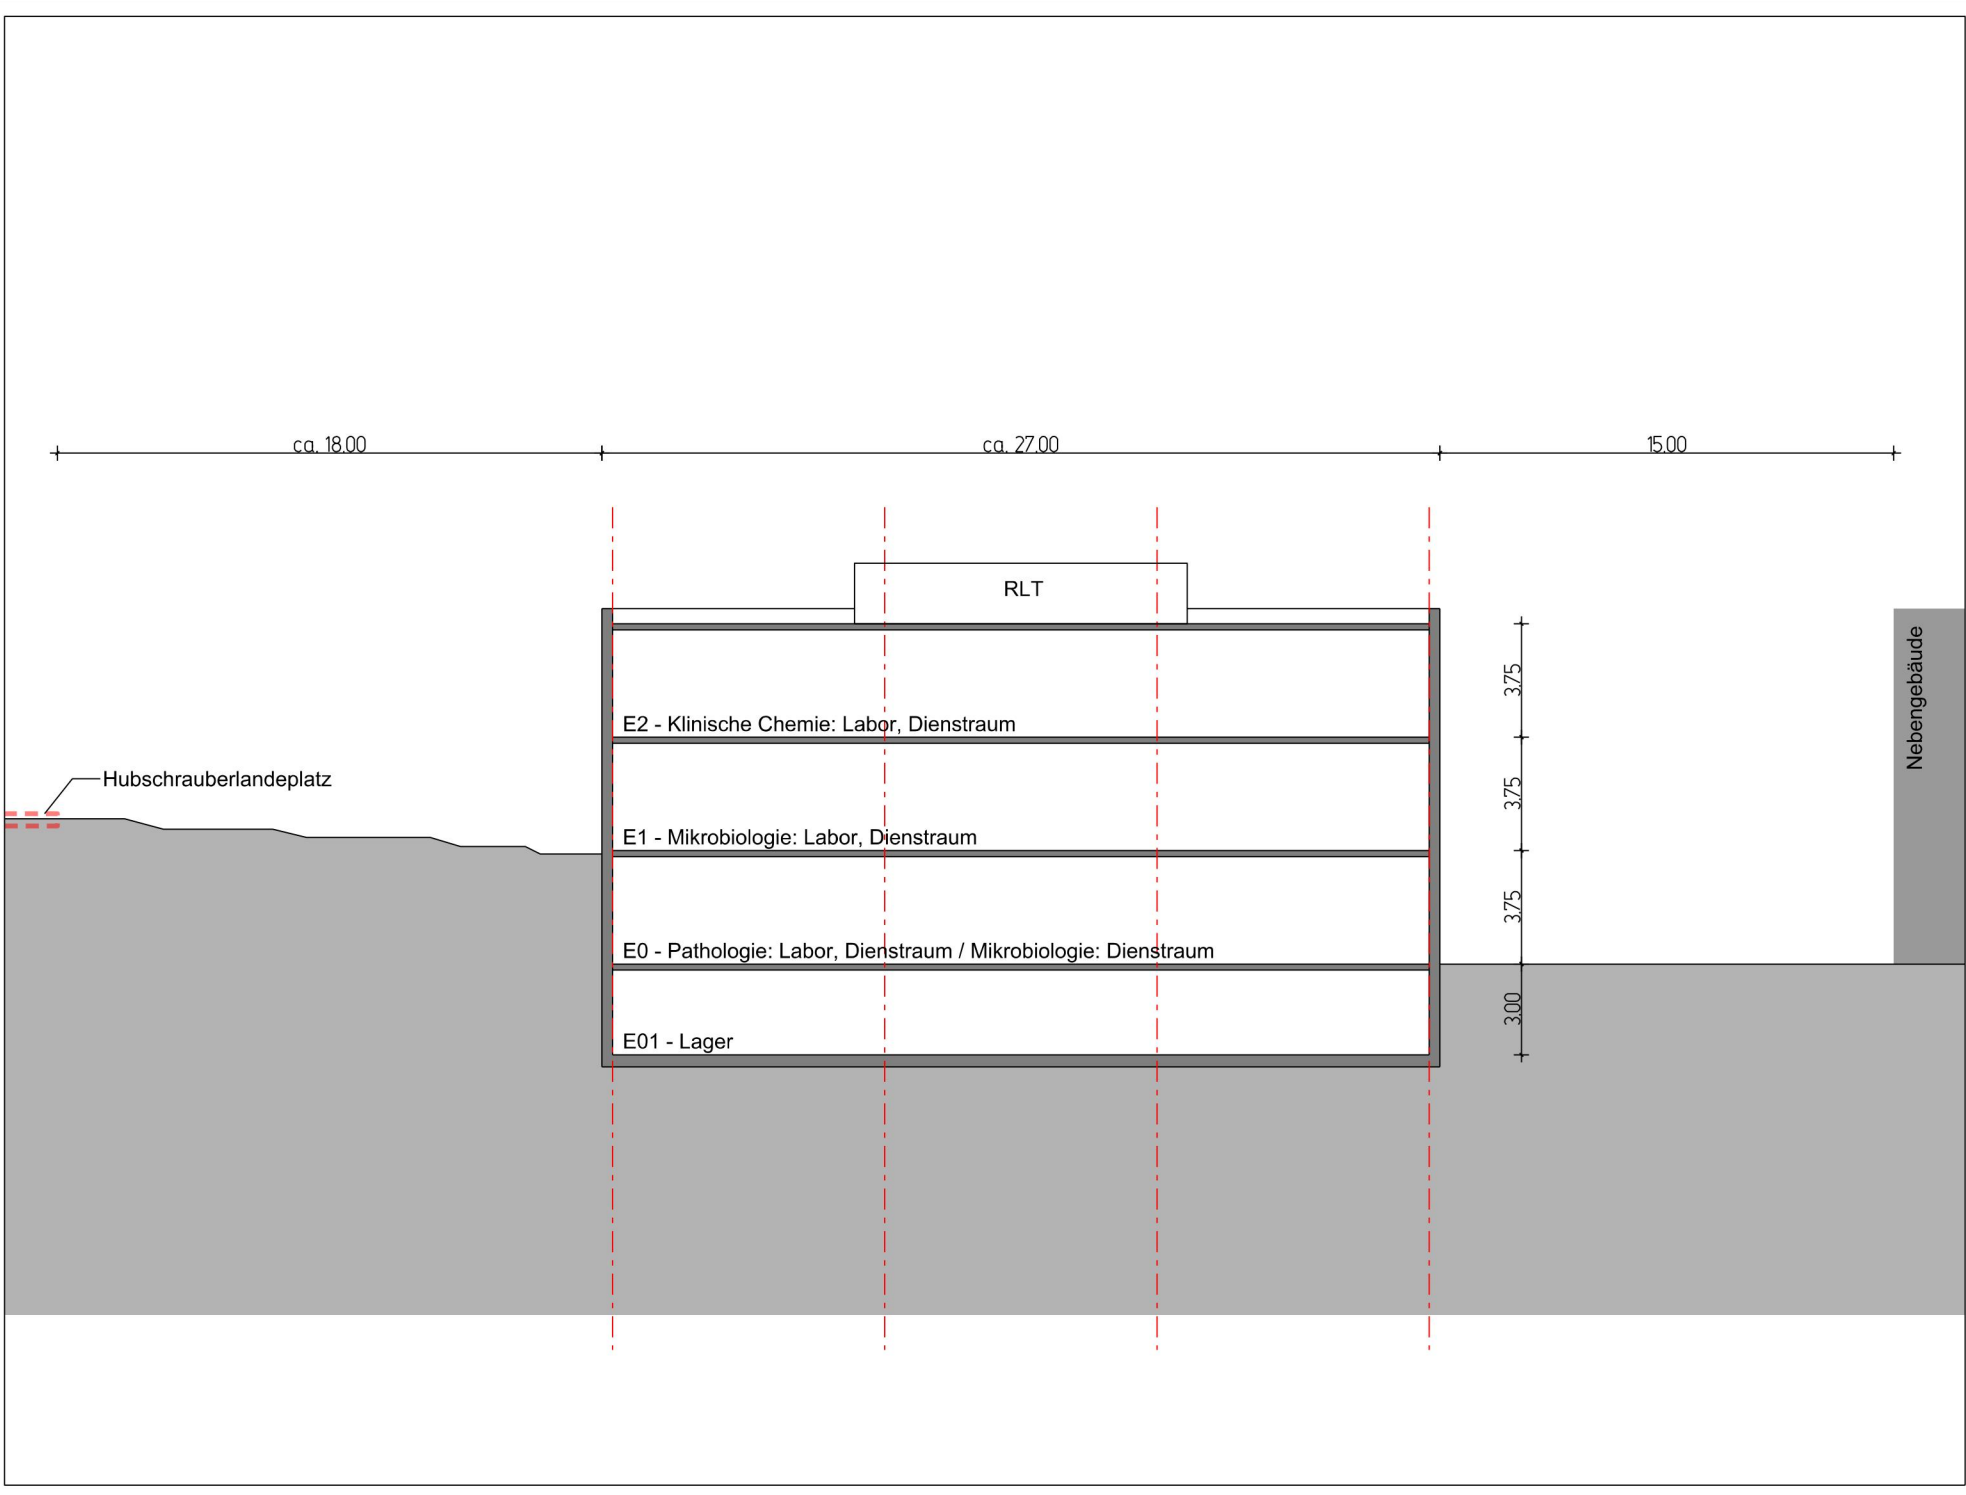 ca. 18.00
ca. 27.00
15.00
RLT
3.75
Nebengebäude
E2 - Klinische Chemie: Labor, Dienstraum
Hubschrauberlandeplatz
3.75
E1 - Mikrobiologie: Labor, Dienstraum
3.75
E0 - Pathologie: Labor, Dienstraum / Mikrobiologie: Dienstraum
3.00
E01 - Lager